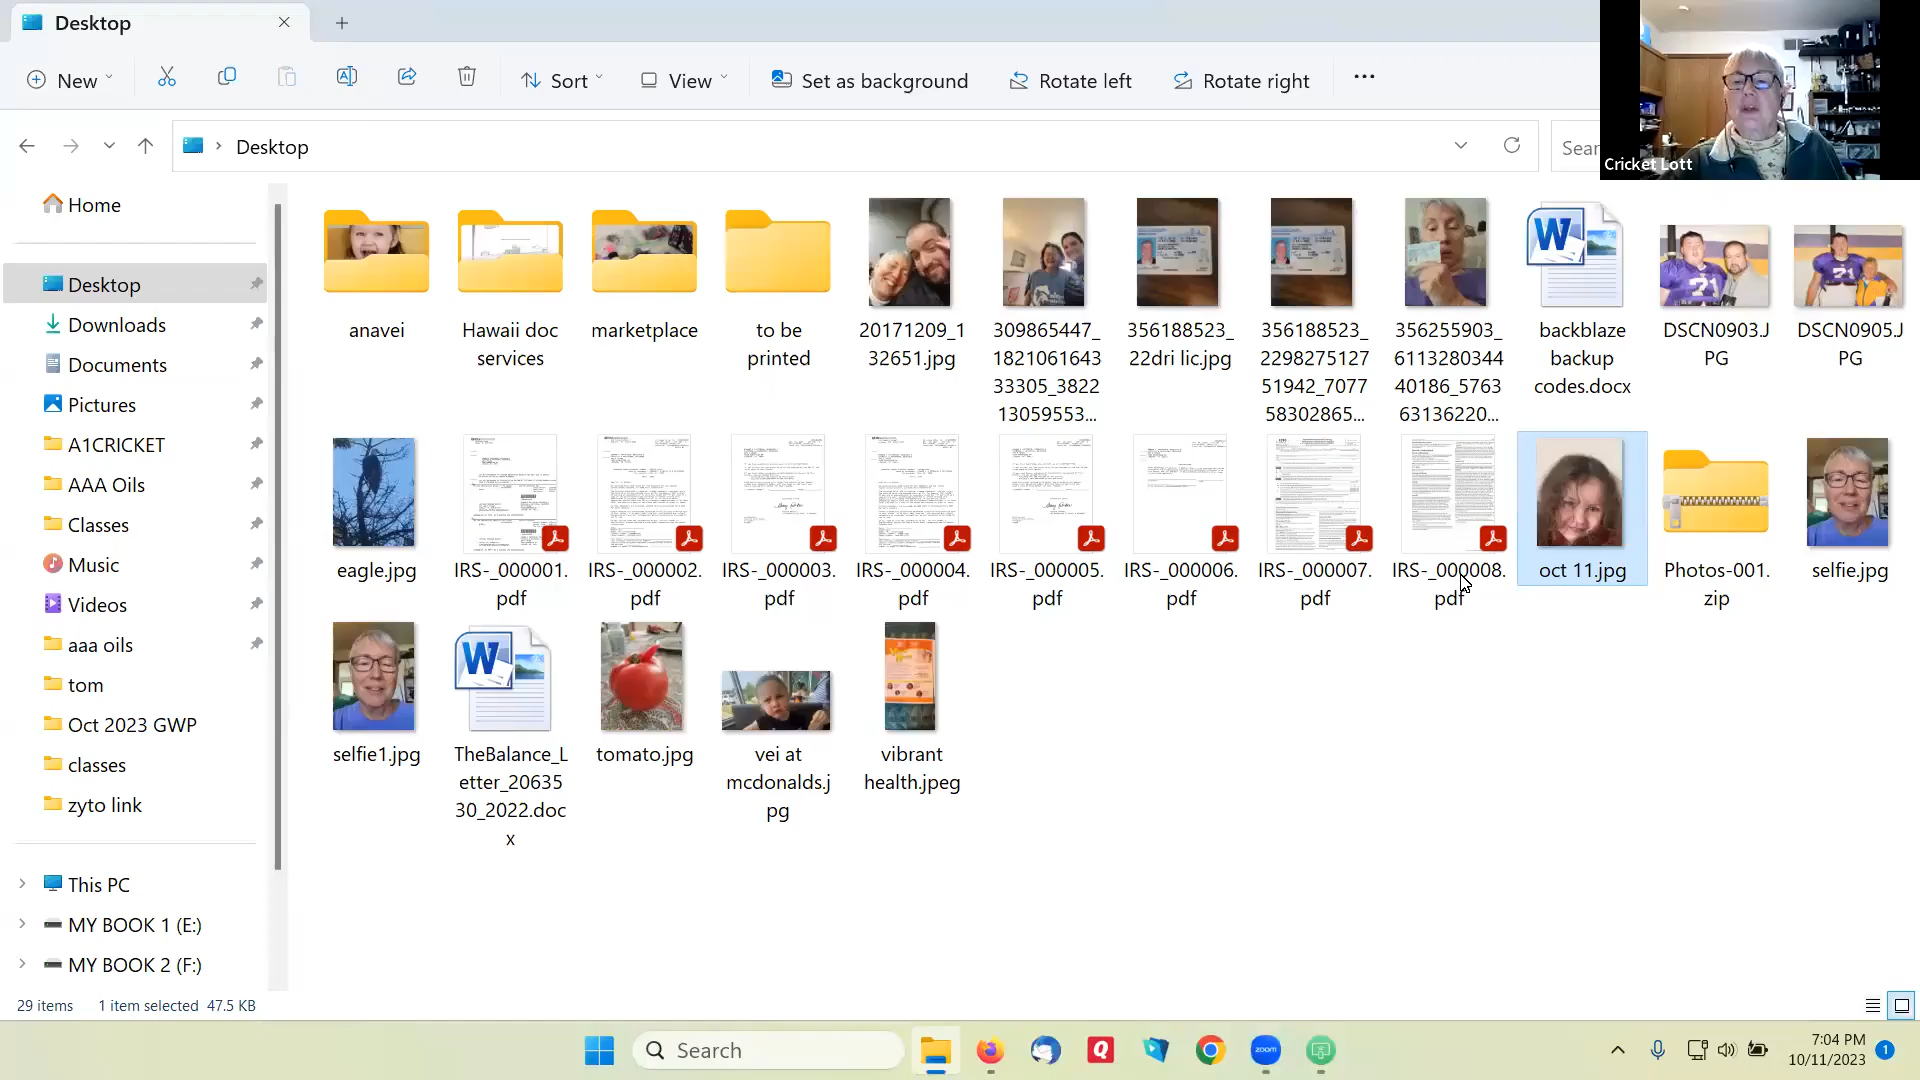 Desktop
New
Sort
View
Set as background
Rotate left
Rotate right
Desktop
Sear
Cricket Lott
Home
Desktop
Downloads
Documents
Pictures
A1CRICKET
AAA Oils
Classes
Music
Videos
aaa oils
tom
Oct 2023 GWP
classes
zyto link
This PC
MY BOOK 1 (E:)
MY BOOK 2 (F:)
anavei
Hawaii doc
services
marketplace
to be
printed
20171209_1
32651.jpg
309865447_
1821061643
33305_3822
13059553...
356188523_
22dri lic.jpg
356188523_
2298275127
51942_7077
58302865...
356255903_
6113280344
40186_5763
63136220...
backblaze
backup
codes.docx
DSCN0903.J
PG
DSCN0905.J
PG
eagle.jpg
IRS-_000001.
pdf
IRS-_000002.
pdf
IRS-_000003.
pdf
IRS-_000004.
pdf
IRS-_000005.
pdf
IRS-_000006.
pdf
IRS-_000007.
pdf
IRS-_000008.
pdf
oct 11.jpg
Photos-001.
zip
selfie.jpg
selfie1.jpg
TheBalance_L
etter_20635
30_2022.doc
x
tomato.jpg
vei at
mcdonalds.j
pg
vibrant
health.jpeg
29 items
1 item selected 47.5 KB
Search
zoom
7:04 PM
10/11/2023
1